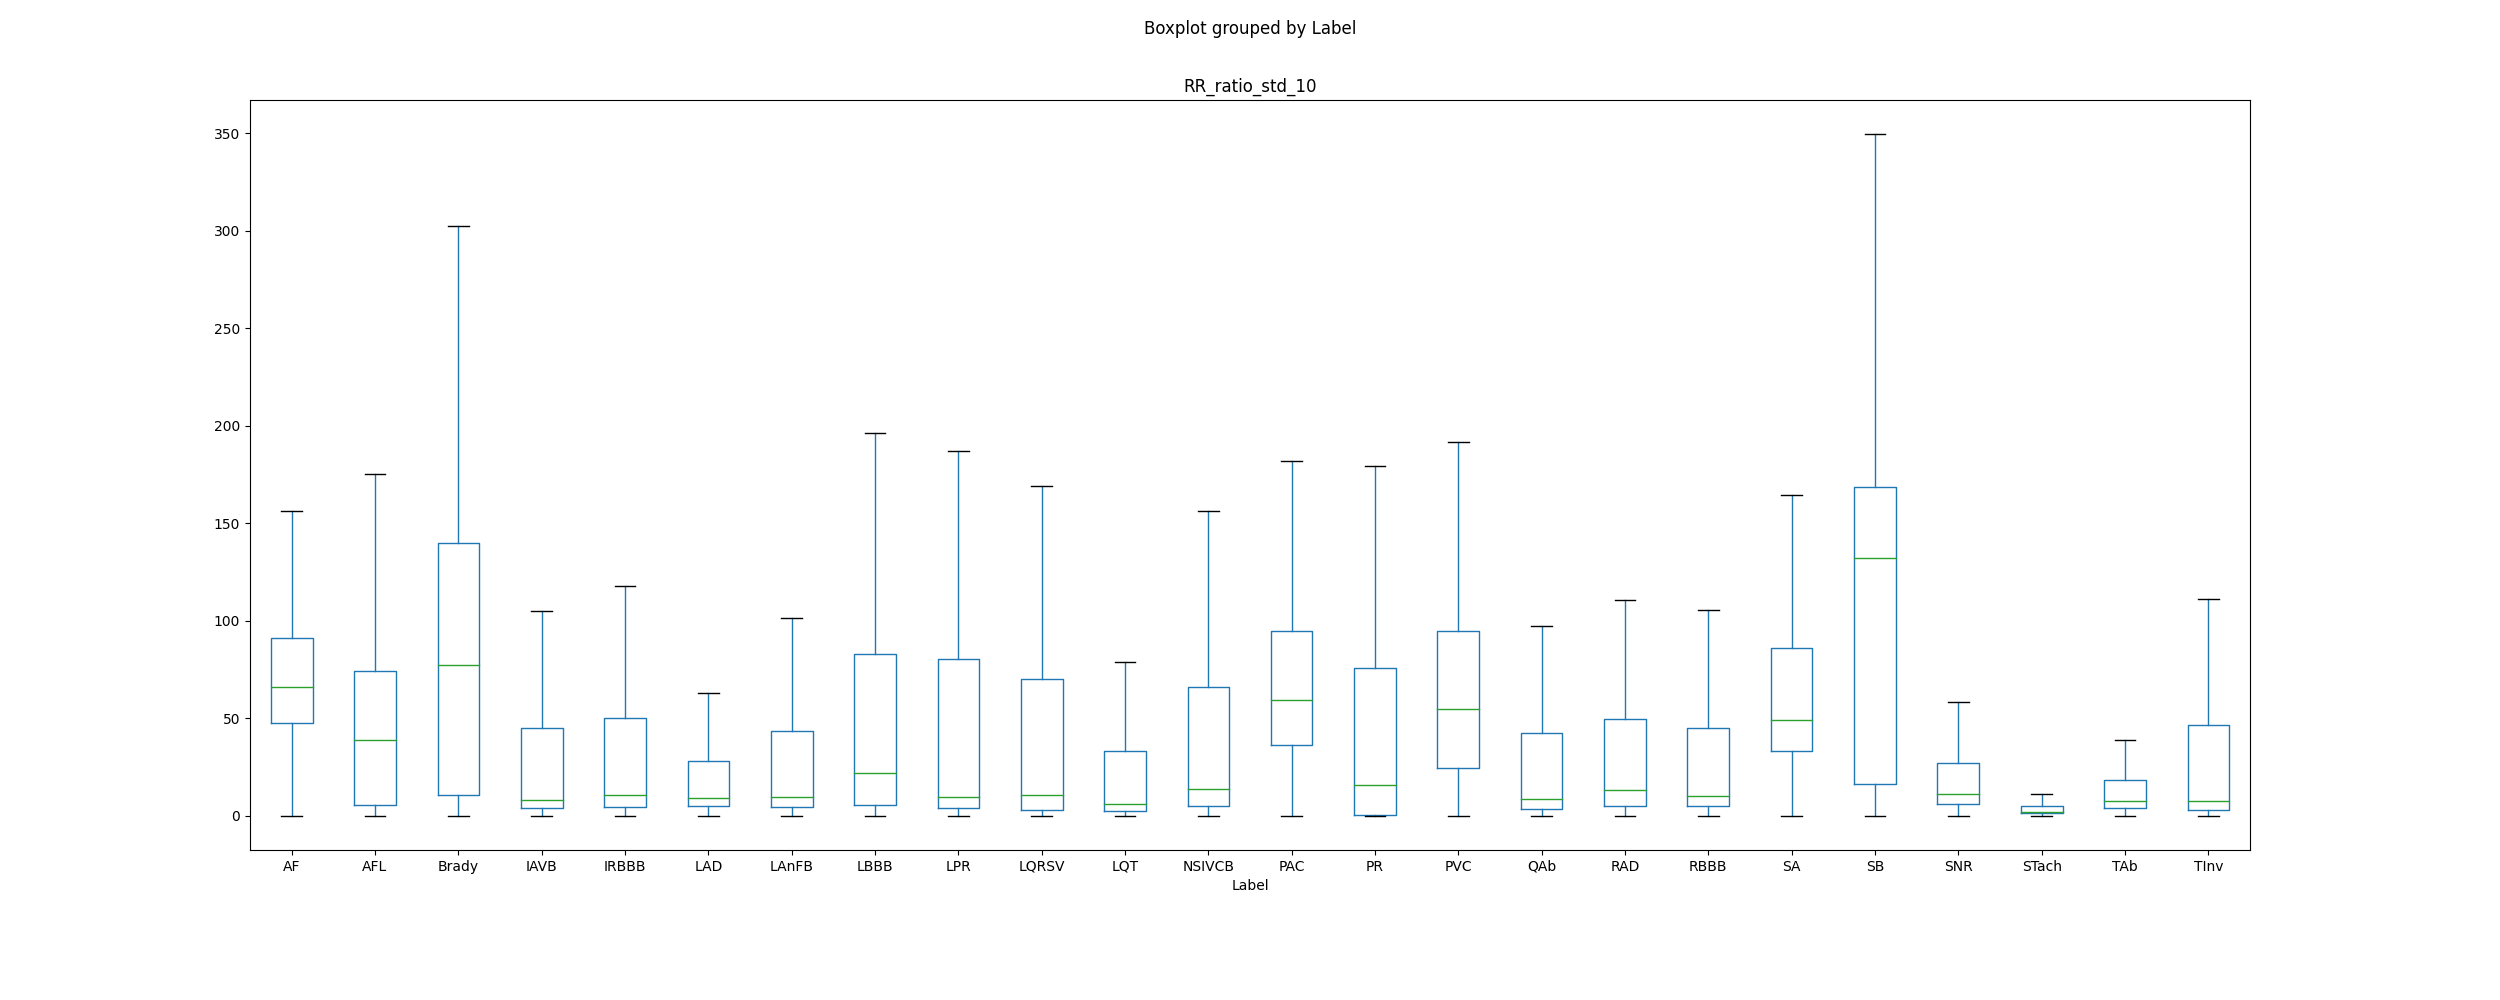 Boxplot grouped by Label
RR_ratio_std_10
350
300
250
200
150
100
50
0
AF AFL Brady IAVB IRBBB LAD LAnFB LBBB LPR LQRSV LQT NSIVCB PAC PR PVC QAb RAD RBBB SA SB SNR STach TAb TInv
Label